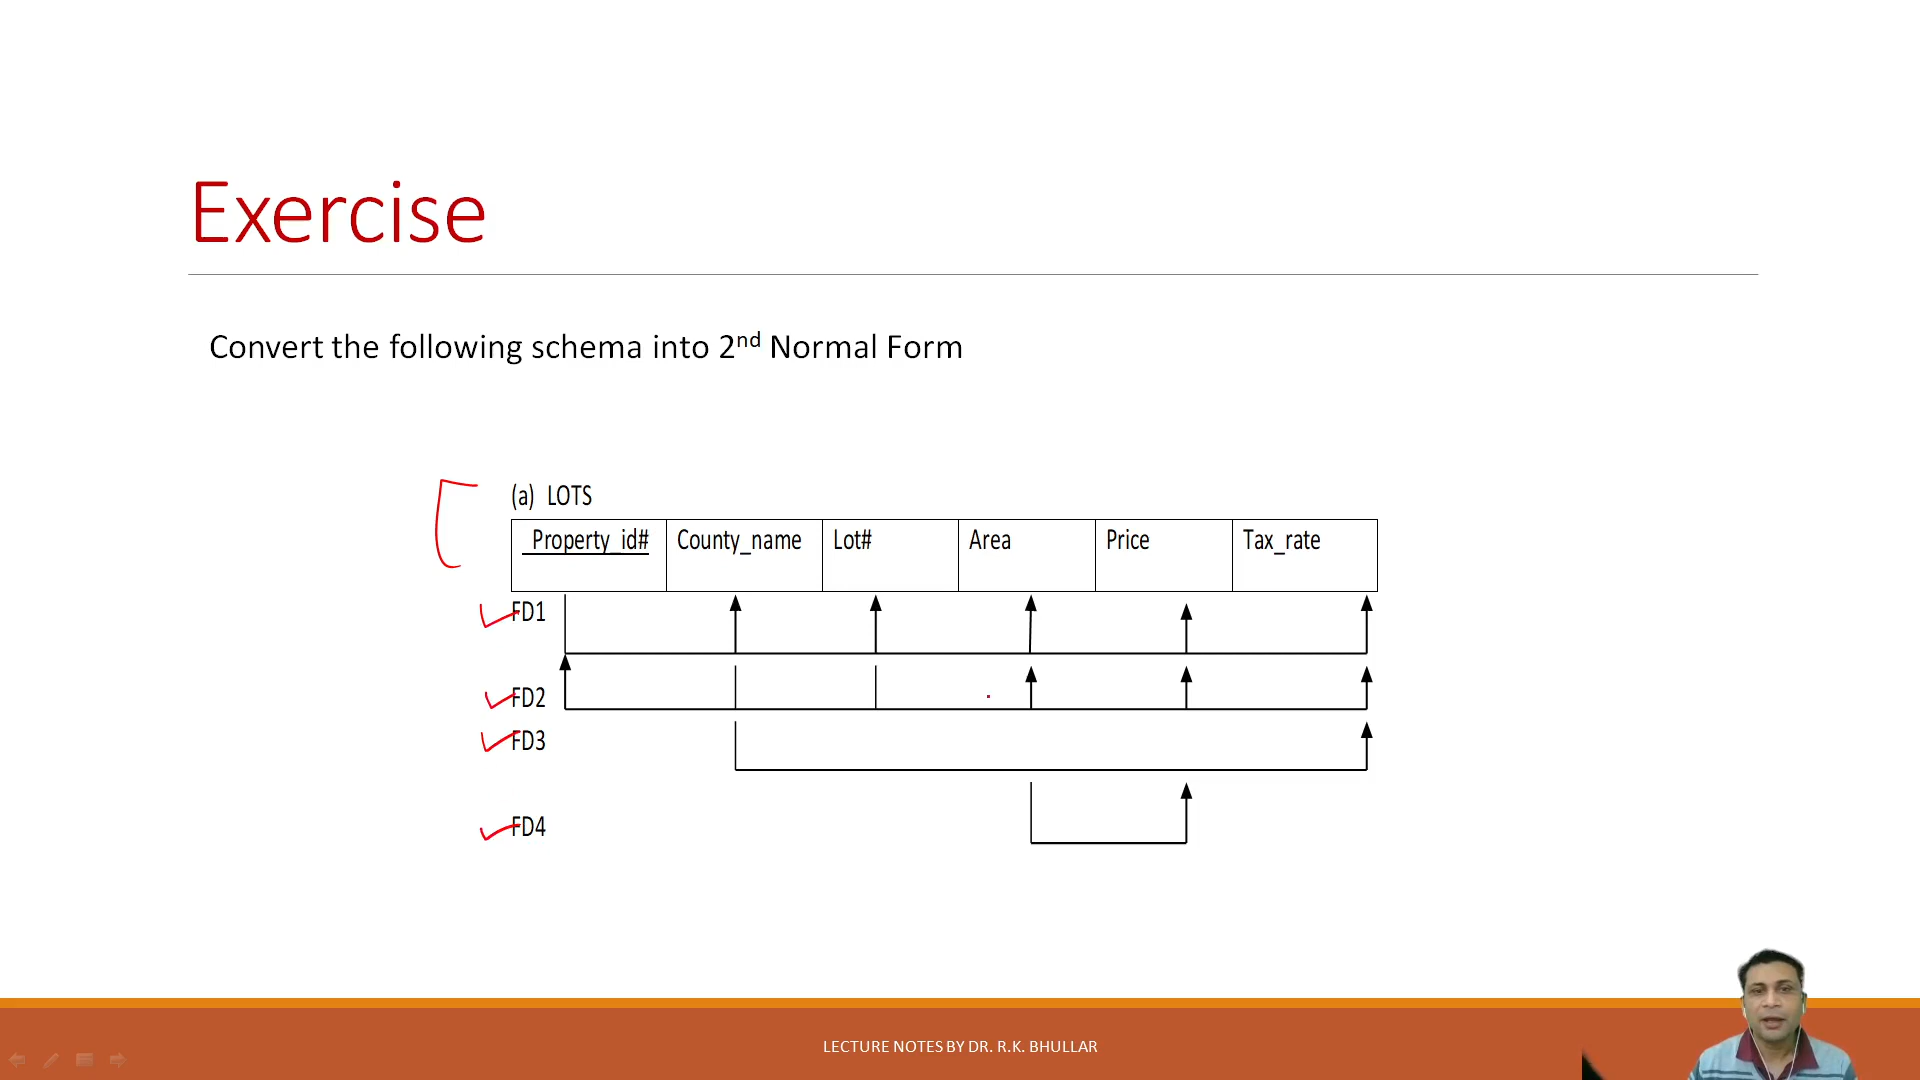 Exercise
Convert the following schema into 2nd Normal Form
(a) LOTS
Property_id# County_name Lot# Area Price Tax_rate
FD1
FD2
FD3
FD4
LECTURE NOTES BY DR. R.K. BHULLAR